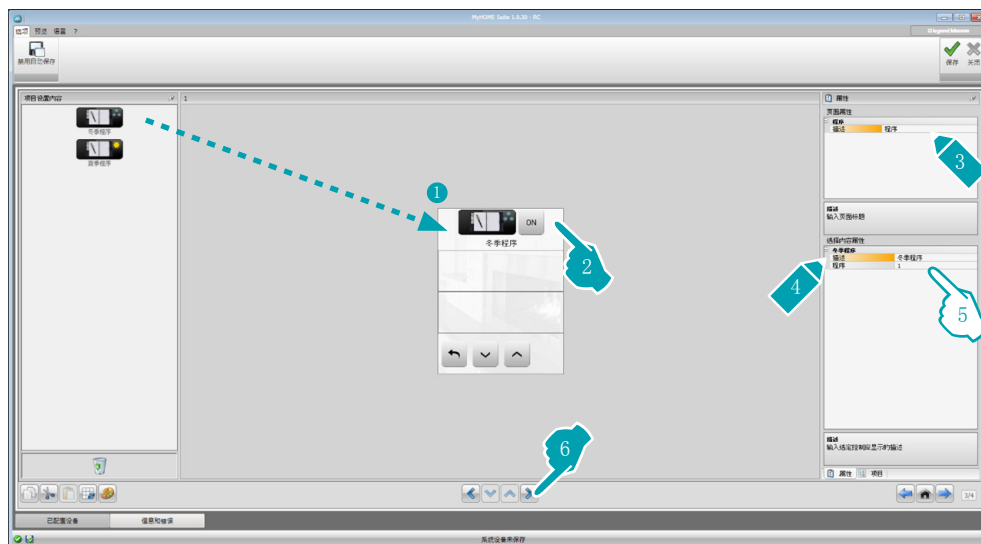 MyHOME Suite 1.0.30 - PC
选项 预览 语言 ?
禁用自动保存
保存 关闭
项目设置内容
1
属性
冬季程序
夏季程序
页面属性
程序
描述 程序
3
描述
输入页面标题
1
ON
冬季程序
2
选择内容属性
冬季程序
描述 冬季程序
程序 1
4
5
描述
输入选定控制应显示的描述
6
属性 项目
3/4
已配置设备 信息和错误
系统设备未保存